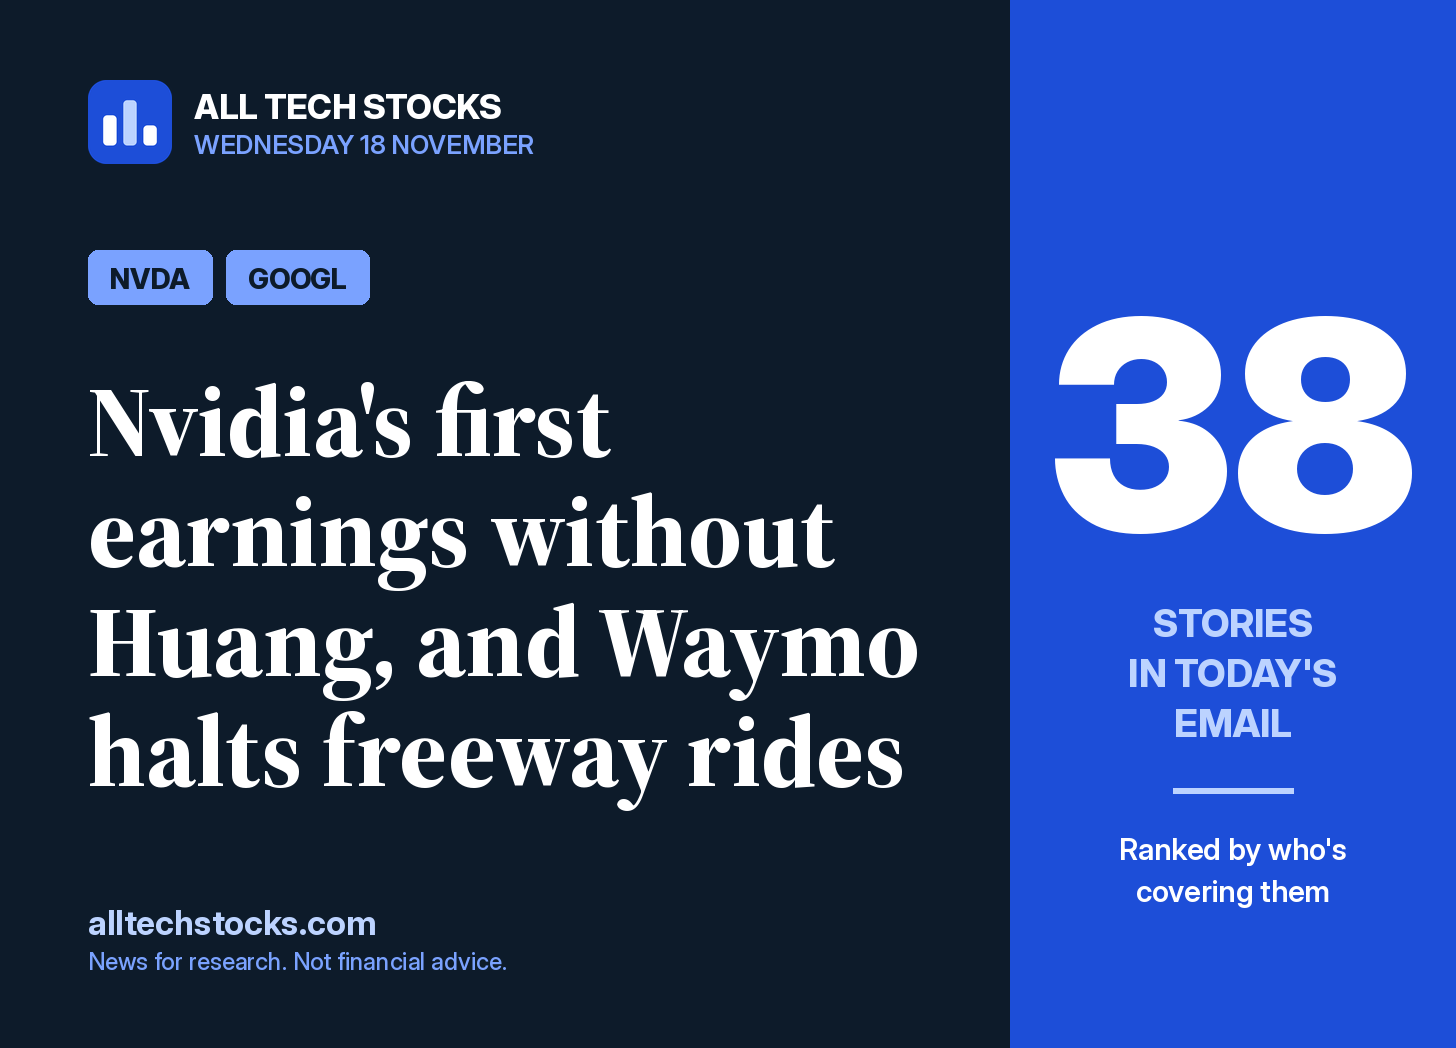 ALL TECH STOCKS
WEDNESDAY 18 NOVEMBER
NVDA GOOGL
Nvidia's first
earnings without
Huang, and Waymo
halts freeway rides
alltechstocks.com
News for research. Not financial advice.
38
STORIES
IN TODAY'S
EMAIL
Ranked by who's
covering them